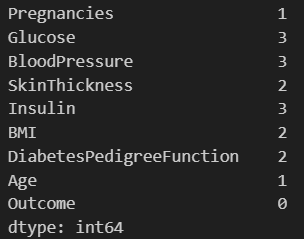 Pregnancies 1
Glucose 3
BloodPressure 3
SkinThickness 2
Insulin 3
BMI 2
DiabetesPedigreeFunction 2
Age 1
Outcome 0
dtype: int64